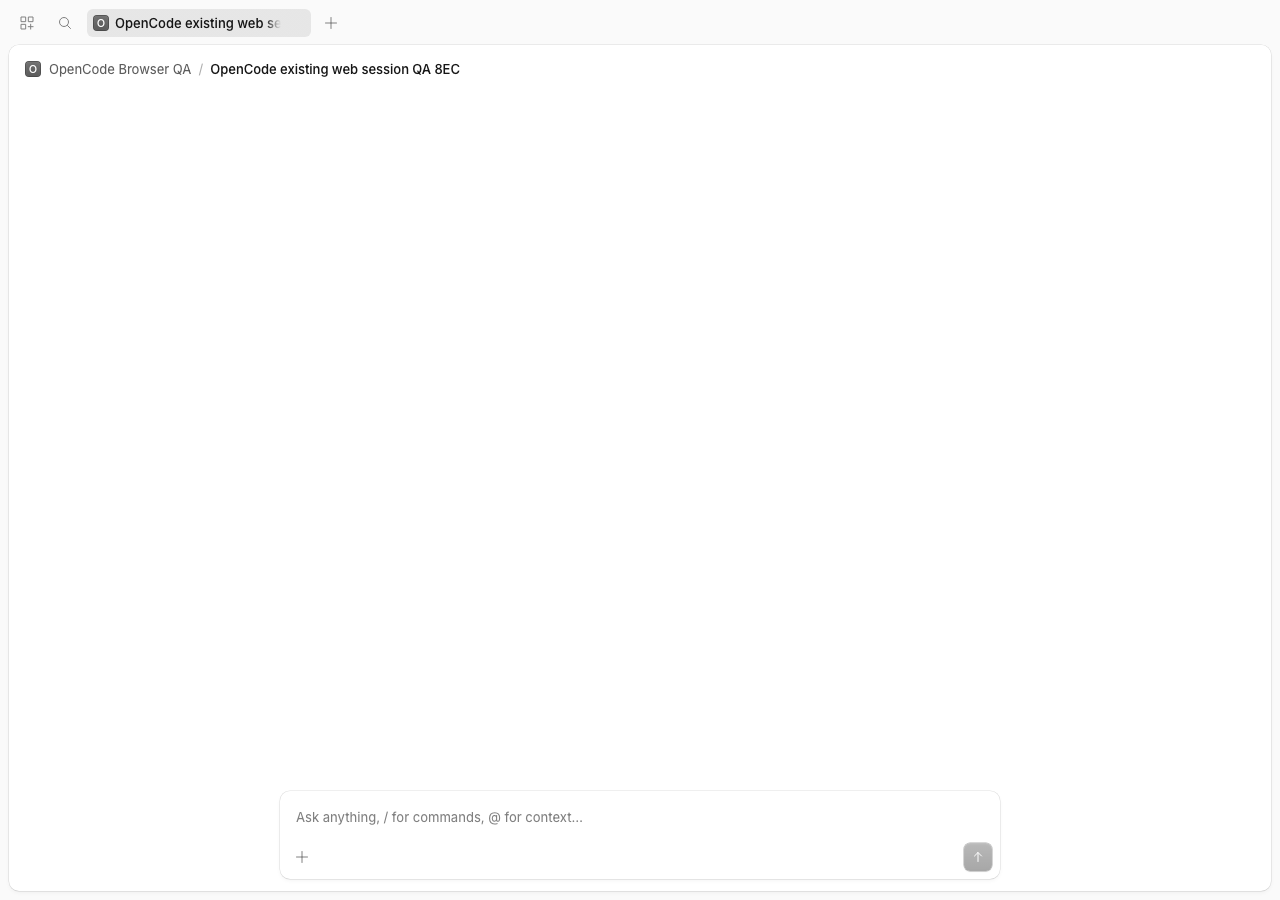 O OpenCode existing web se
O OpenCode Browser QA / OpenCode existing web session QA 8EC
Ask anything, / for commands, @ for context...